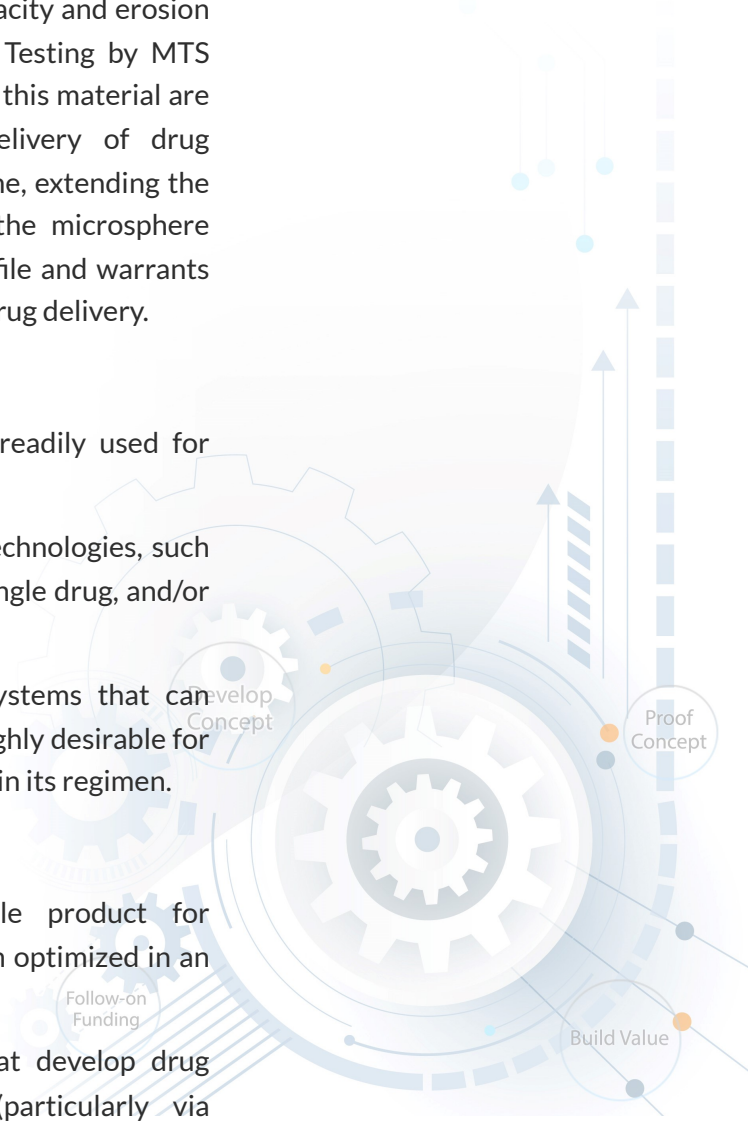 acity and erosion
Testing by MTS
this material are
elivery of drug
ne, extending the
the microsphere
file and warrants
rug delivery.
readily used for
echnologies, such
ngle drug, and/or
ystems that can
ghly desirable for
in its regimen.
le product for
n optimized in an
at develop drug
(particularly via
Develop
Concept
Proof
Concept
Follow-on
Funding
Build Value